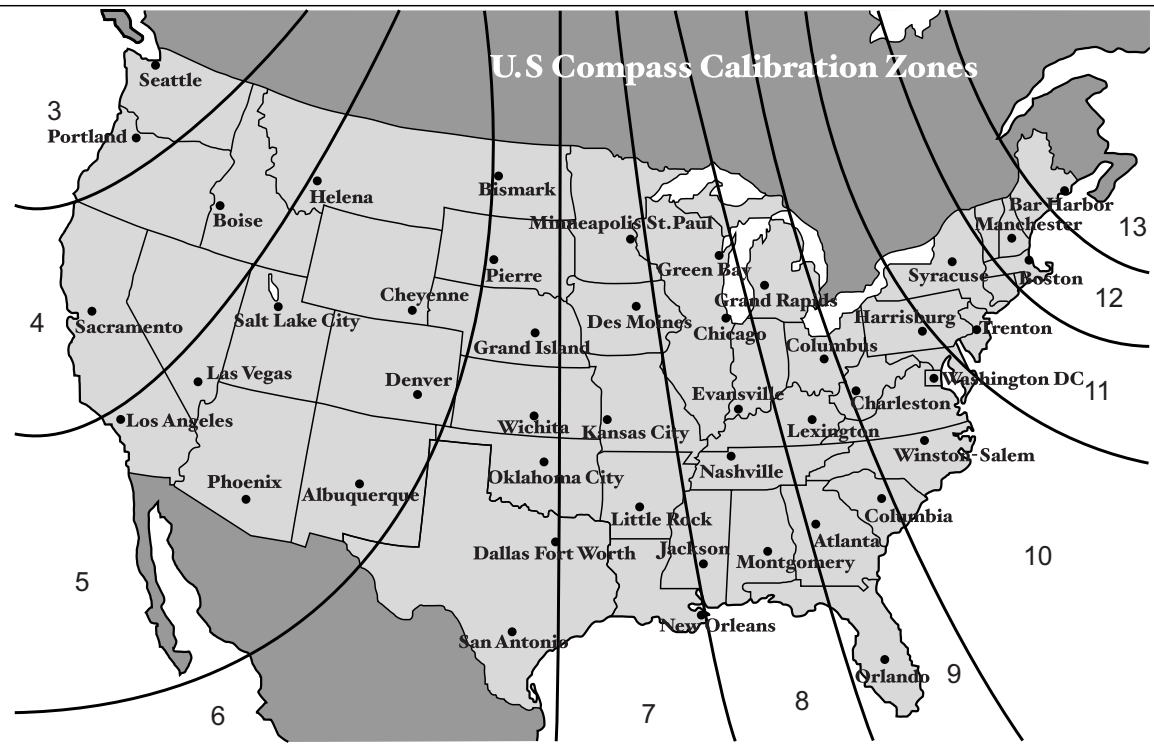 U.S Compass Calibration Zones
Seattle
3
Portland
Helena
Bismark
Boise
Minneapolis St.Paul
Bar Harbor
Manchester
13
Pierre
Green Bay
Syracuse
Boston
Cheyenne
Grand Rapids
12
4
Sacramento
Salt Lake City
Des Moines
Chicago
Harrisburg
Trenton
Grand Island
Columbus
Las Vegas
Denver
Washington DC
11
Evansville
Charleston
Los Angeles
Wichita
Kansas City
Lexington
Winston-Salem
Phoenix
Albuquerque
Oklahoma City
Nashville
Little Rock
Columbia
Dallas Fort Worth
Jackson
Atlanta
Montgomery
10
5
San Antonio
New Orleans
Orlando
9
6
7
8